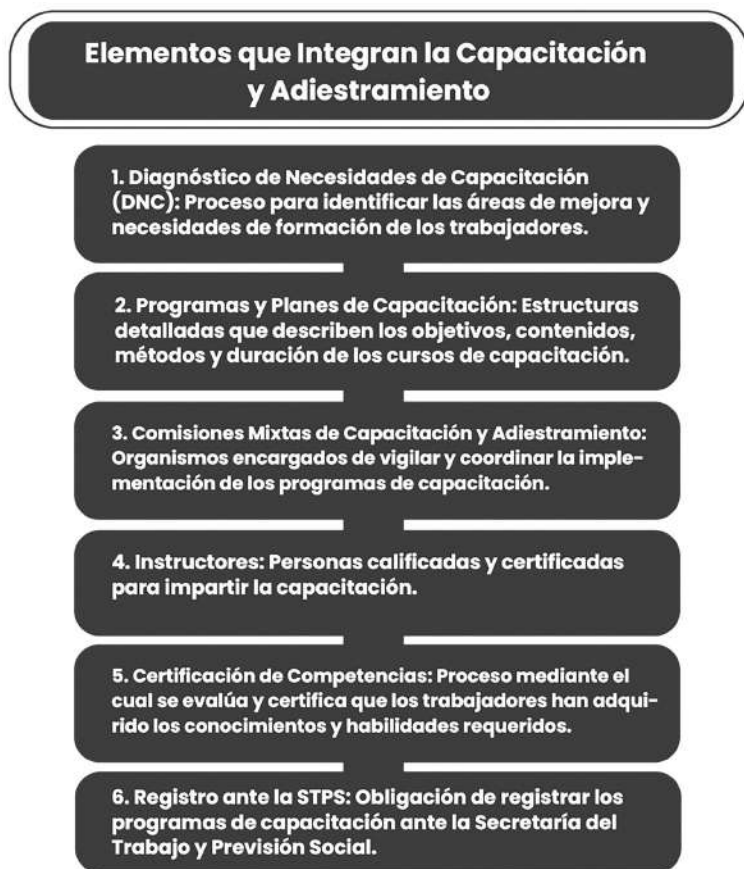 Elementos que Integran la Capacitación
y Adiestramiento
1. Diagnóstico de Necesidades de Capacitación
(DNC): Proceso para identificar las áreas de mejora y
necesidades de formación de los trabajadores.
2. Programas y Planes de Capacitación: Estructuras
detalladas que describen los objetivos, contenidos,
métodos y duración de los cursos de capacitación.
3. Comisiones Mixtas de Capacitación y Adiestramiento:
Organismos encargados de vigilar y coordinar la imple-
mentación de los programas de capacitación.
4. Instructores: Personas calificadas y certificadas
para impartir la capacitación.
5. Certificación de Competencias: Proceso mediante el
cual se evalúa y certifica que los trabajadores han adqui-
rido los conocimientos y habilidades requeridos.
6. Registro ante la STPS: Obligación de registrar los
programas de capacitación ante la Secretaría del
Trabajo y Previsión Social.